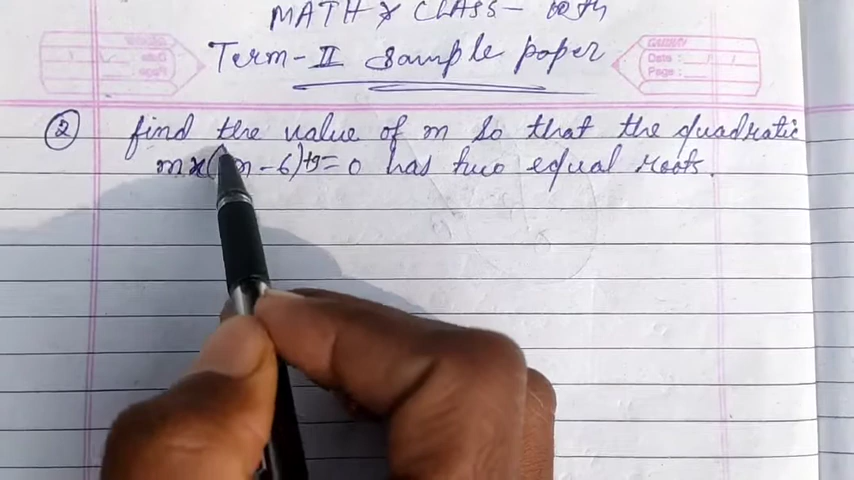 MATH × CLASS - 10th
Term - II Sample paper
Date :
Page :
② find the value of m so that the quadratic
mx( m - 6)+9 = 0 has two equal roots.